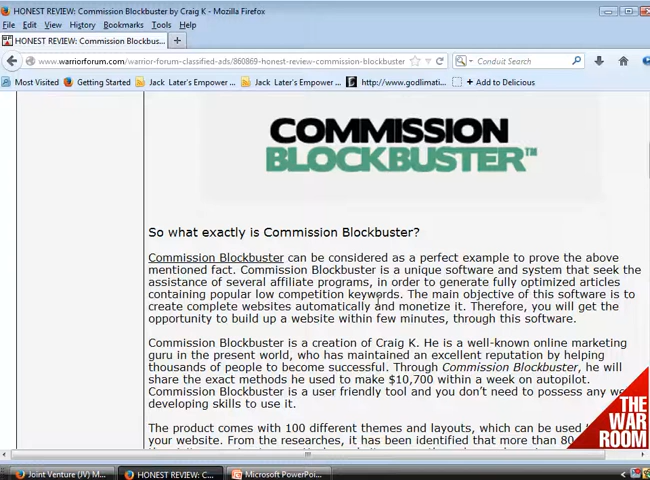 HONEST REVIEW: Commission Blockbuster by Craig K - Mozilla Firefox
File Edit View History Bookmarks Tools Help
HONEST REVIEW: Commission Blockbus...
www.warriorforum.com/warrior-forum-classified-ads/860869-honest-review-commission-blockbuster
Conduit Search
Most Visited Getting Started Jack Later's Empower ... Jack Later's Empower ... http://www.godlimati... + Add to Delicious
COMMISSION
BLOCKBUSTER™
So what exactly is Commission Blockbuster?
Commission Blockbuster can be considered as a perfect example to prove the above
mentioned fact. Commission Blockbuster is a unique software and system that seek the
assistance of several affiliate programs, in order to generate fully optimized articles
containing popular low competition keywords. The main objective of this software is to
create complete websites automatically and monetize it. Therefore, you will get the
opportunity to build up a website within few minutes, through this software.
Commission Blockbuster is a creation of Craig K. He is a well-known online marketing
guru in the present world, who has maintained an excellent reputation by helping
thousands of people to become successful. Through Commission Blockbuster, he will
share the exact methods he used to make $10,700 within a week on autopilot.
Commission Blockbuster is a user friendly tool and you don't need to possess any we
developing skills to use it.
The product comes with 100 different themes and layouts, which can be used
your website. From the researches, it has been identified that more than 80
THE
WAR
ROOM
Joint Venture (JV) M... HONEST REVIEW: C... Microsoft PowerPoi...